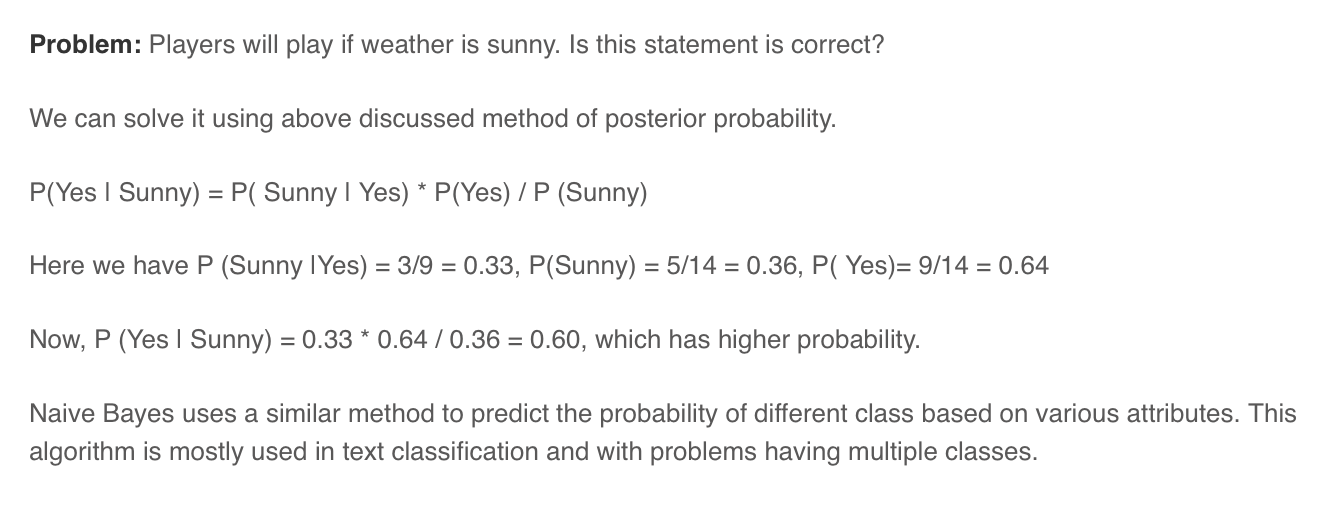 Problem: Players will play if weather is sunny. Is this statement is correct?
We can solve it using above discussed method of posterior probability.
P(Yes | Sunny) = P( Sunny | Yes) * P(Yes) / P (Sunny)
Here we have P (Sunny |Yes) = 3/9 = 0.33, P(Sunny) = 5/14 = 0.36, P( Yes)= 9/14 = 0.64
Now, P (Yes | Sunny) = 0.33 * 0.64 / 0.36 = 0.60, which has higher probability.
Naive Bayes uses a similar method to predict the probability of different class based on various attributes. This
algorithm is mostly used in text classification and with problems having multiple classes.